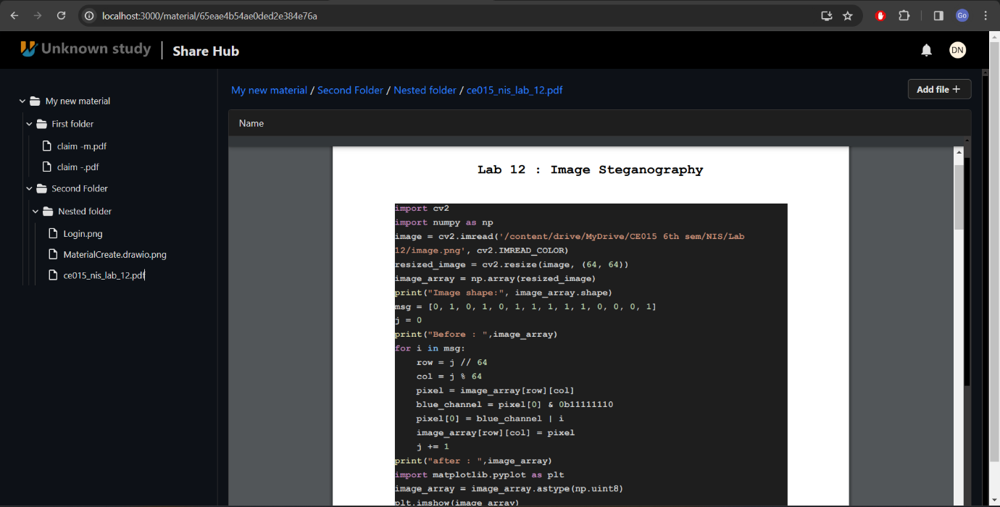 localhost:3000/material/65eae4b54ae0ded2e384e76a
Go
Unknown study
Share Hub
DN
My new material
First folder
claim -m.pdf
claim -.pdf
Second Folder
Nested folder
Login.png
MaterialCreate.drawio.png
ce015_nis_lab_12.pdf
My new material / Second Folder / Nested folder / ce015_nis_lab_12.pdf
Add file +
Name
Lab 12 : Image Steganography
import cv2
import numpy as np
image = cv2.imread('/content/drive/MyDrive/CE015 6th sem/NIS/Lab
12/image.png', cv2.IMREAD_COLOR)
resized_image = cv2.resize(image, (64, 64))
image_array = np.array(resized_image)
print("Image shape:", image_array.shape)
msg = [0, 1, 0, 1, 0, 1, 1, 1, 1, 1, 0, 0, 0, 1]
j = 0
print("Before : ",image_array)
for i in msg:
    row = j // 64
    col = j % 64
    pixel = image_array[row][col]
    blue_channel = pixel[0] & 0b11111110
    pixel[0] = blue_channel | i
    image_array[row][col] = pixel
    j += 1
print("after : ",image_array)
import matplotlib.pyplot as plt
image_array = image_array.astype(np.uint8)
plt.imshow(image_array)